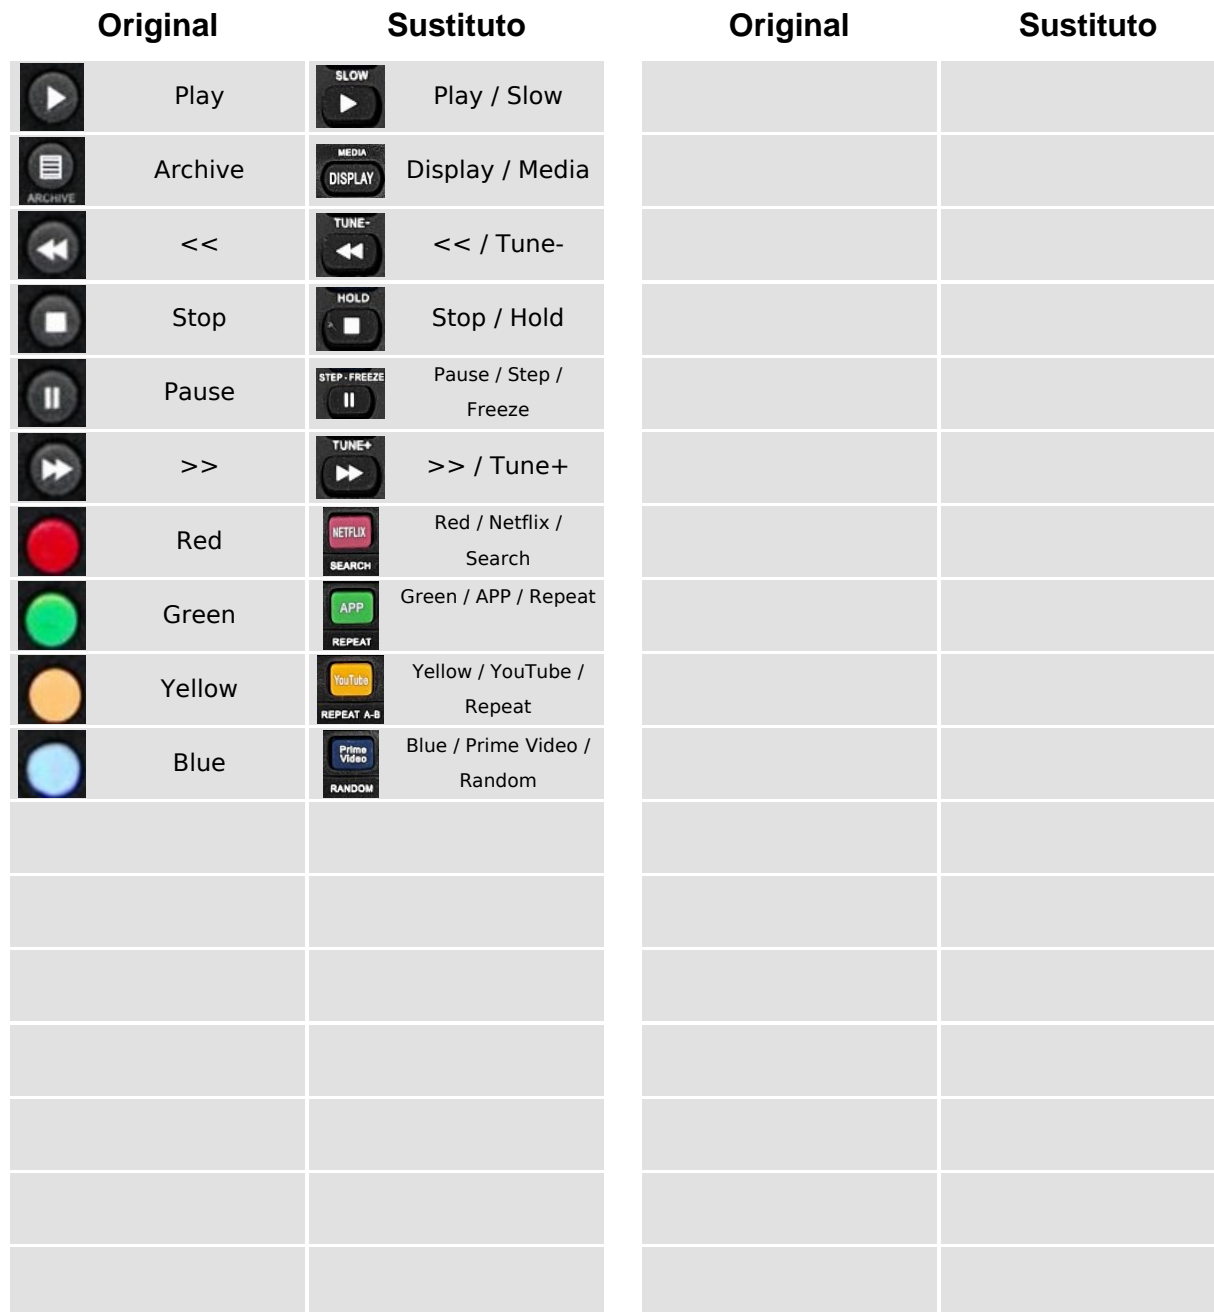 Original Sustituto Original Sustituto
Play SLOW Play / Slow
ARCHIVE Archive MEDIA DISPLAY Display / Media
<< TUNE- << / Tune-
Stop HOLD Stop / Hold
Pause STEP-FREEZE Pause / Step /
Freeze
>> TUNE+ >> / Tune+
Red NETFLIX SEARCH Red / Netflix /
Search
Green APP REPEAT Green / APP / Repeat
Yellow YouTube REPEAT A-B Yellow / YouTube /
Repeat
Blue Prime Video RANDOM Blue / Prime Video /
Random